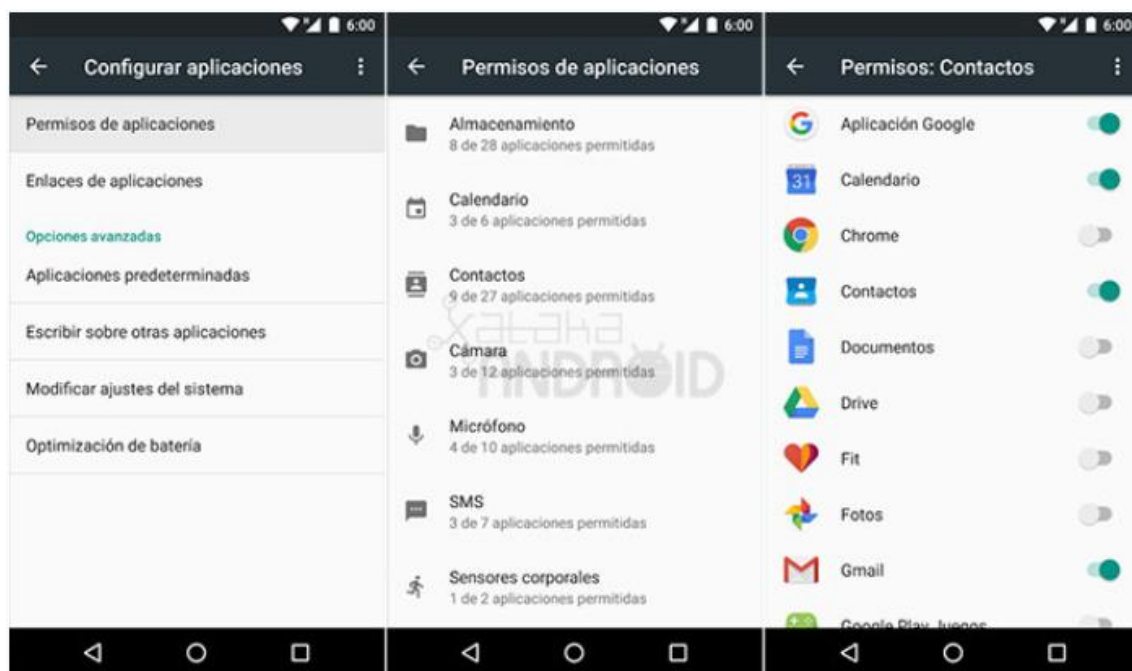 6:00
Configurar aplicaciones
Permisos de aplicaciones
Enlaces de aplicaciones
Opciones avanzadas
Aplicaciones predeterminadas
Escribir sobre otras aplicaciones
Modificar ajustes del sistema
Optimización de batería
6:00
Permisos de aplicaciones
Almacenamiento
8 de 28 aplicaciones permitidas
Calendario
3 de 6 aplicaciones permitidas
Contactos
9 de 27 aplicaciones permitidas
Cámara
3 de 12 aplicaciones permitidas
Micrófono
4 de 10 aplicaciones permitidas
SMS
3 de 7 aplicaciones permitidas
Sensores corporales
1 de 2 aplicaciones permitidas
xataka
ANDROID
6:00
Permisos: Contactos
Aplicación Google
31
Calendario
Chrome
Contactos
Documentos
Drive
Fit
Fotos
Gmail
Google Play Juegos